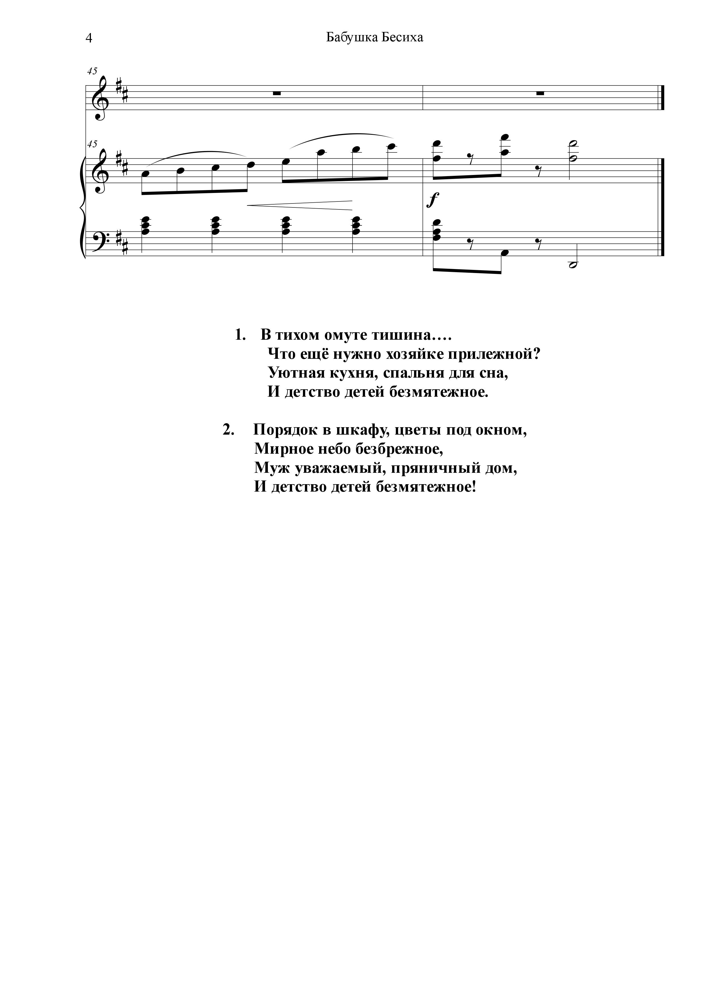 4
Бабушка Бесиха
45
45
f
1. В тихом омуте тишина….
Что ещё нужно хозяйке прилежной?
Уютная кухня, спальня для сна,
И детство детей безмятежное.
2. Порядок в шкафу, цветы под окном,
Мирное небо безбрежное,
Муж уважаемый, пряничный дом,
И детство детей безмятежное!